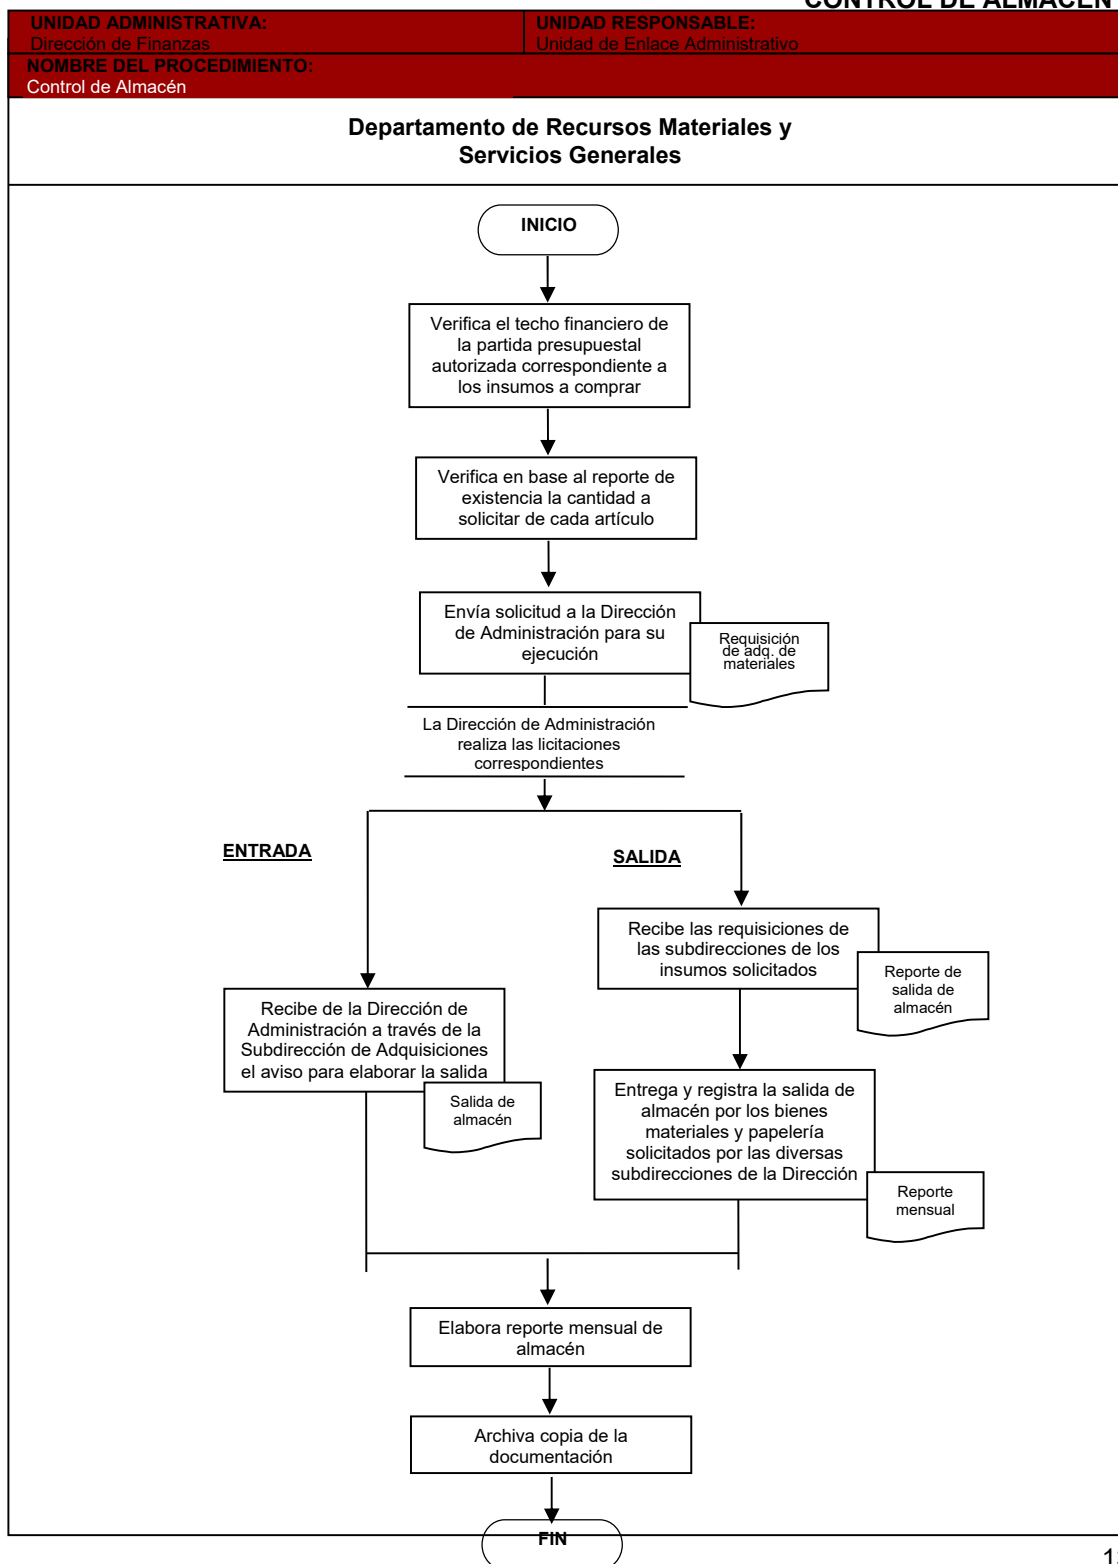 CONTROL DE ALMACÉN
UNIDAD ADMINISTRATIVA:
Dirección de Finanzas
UNIDAD RESPONSABLE:
Unidad de Enlace Administrativo
NOMBRE DEL PROCEDIMIENTO:
Control de Almacén
Departamento de Recursos Materiales y
Servicios Generales
INICIO
Verifica el techo financiero de
la partida presupuestal
autorizada correspondiente a
los insumos a comprar
Verifica en base al reporte de
existencia la cantidad a
solicitar de cada artículo
Envía solicitud a la Dirección
de Administración para su
ejecución
Requisición
de adq. de
materiales
La Dirección de Administración
realiza las licitaciones
correspondientes
ENTRADA
SALIDA
Recibe las requisiciones de
las subdirecciones de los
insumos solicitados
Reporte de
salida de
almacén
Recibe de la Dirección de
Administración a través de la
Subdirección de Adquisiciones
el aviso para elaborar la salida
Salida de
almacén
Entrega y registra la salida de
almacén por los bienes
materiales y papelería
solicitados por las diversas
subdirecciones de la Dirección
Reporte
mensual
Elabora reporte mensual de
almacén
Archiva copia de la
documentación
FIN